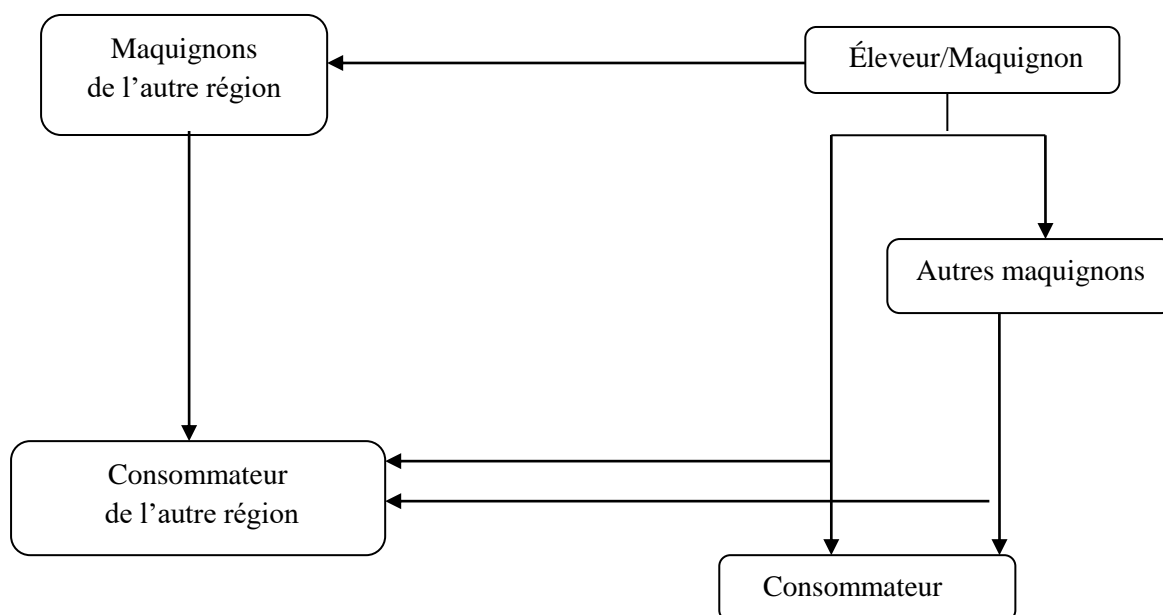 Maquignons
de l’autre région
Éleveur/Maquignon
Autres maquignons
Consommateur
de l’autre région
Consommateur